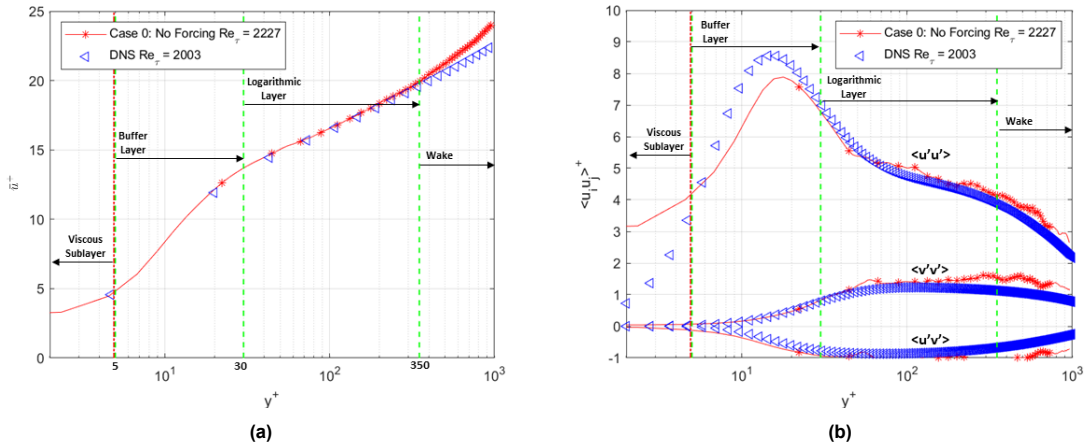 Case 0: No Forcing Re_τ = 2227
DNS Re_τ = 2003
Buffer
Layer
Logarithmic
Layer
Viscous
Sublayer
Wake
25
20
15
10
5
0
ū⁺
5
10¹
30
10²
350
10³
y⁺
(a)
Case 0: No Forcing Re_τ = 2227
DNS Re_τ = 2003
Buffer
Layer
Logarithmic
Layer
Wake
Viscous
Sublayer
<u'u'>
<v'v'>
<u'v'>
10
9
8
7
6
5
4
3
2
1
0
-1
<u_i u_j>⁺
10¹
10²
10³
y⁺
(b)